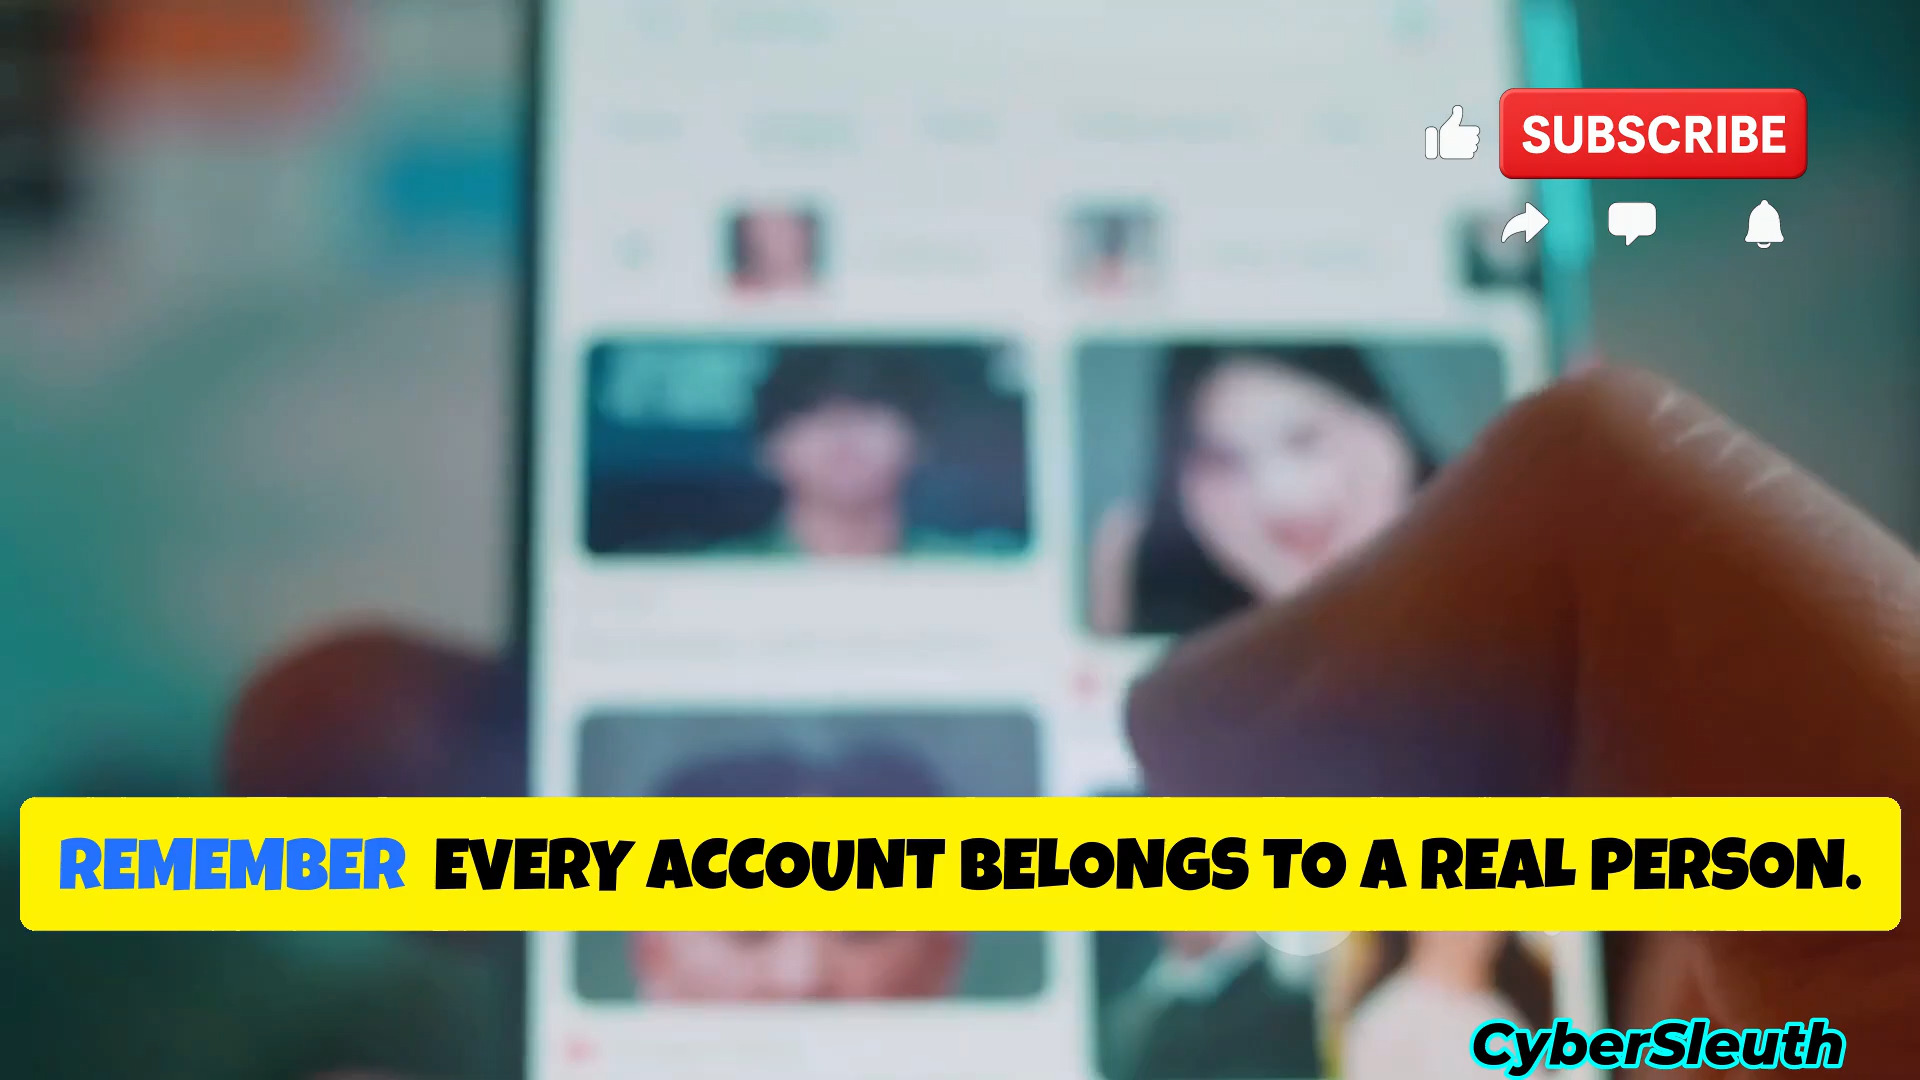 SUBSCRIBE
REMEMBER EVERY ACCOUNT BELONGS TO A REAL PERSON.
CyberSleuth